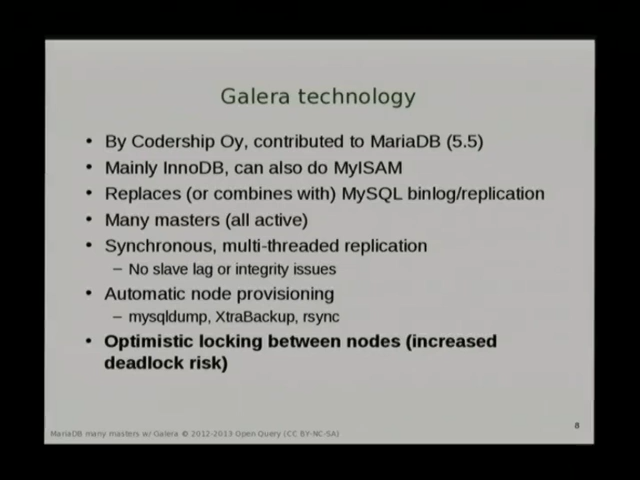 Galera technology
• By Codership Oy, contributed to MariaDB (5.5)
• Mainly InnoDB, can also do MyISAM
• Replaces (or combines with) MySQL binlog/replication
• Many masters (all active)
• Synchronous, multi-threaded replication
– No slave lag or integrity issues
• Automatic node provisioning
– mysqldump, XtraBackup, rsync
• Optimistic locking between nodes (increased
deadlock risk)
8
MariaDB many masters w/ Galera © 2012-2013 Open Query (CC BY-NC-SA)